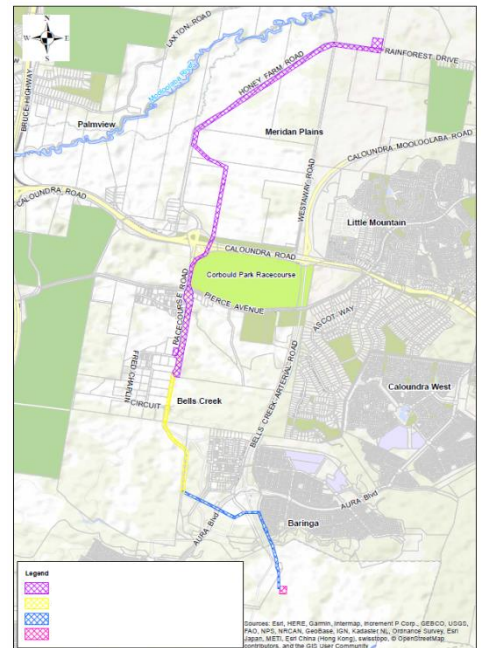 N
W
E
S
LAXTON ROAD
BRUCE HIGHWAY
Mooloolah River
Palmview
HONEY FARM ROAD
RAINFOREST DRIVE
Meridan Plains
CALOUNDRA MOOLOOLABA ROAD
WESTAWAY ROAD
CALOUNDRA ROAD
Little Mountain
CALOUNDRA ROAD
Corbould Park Racecourse
RACECOURSE ROAD
PIERCE AVENUE
ASCOT WAY
FRED CHAPLIN
CIRCUIT
Bells Creek
BELLS CREEK ARTERIAL ROAD
Caloundra West
AURA Blvd
AURA Blvd
Baringa
Legend
Sources: Esri, HERE, Garmin, Intermap, increment P Corp., GEBCO, USGS,
FAO, NPS, NRCAN, GeoBase, IGN, Kadaster NL, Ordnance Survey, Esri
Japan, METI, Esri China (Hong Kong), swisstopo, © OpenStreetMap
contributors, and the GIS User Community